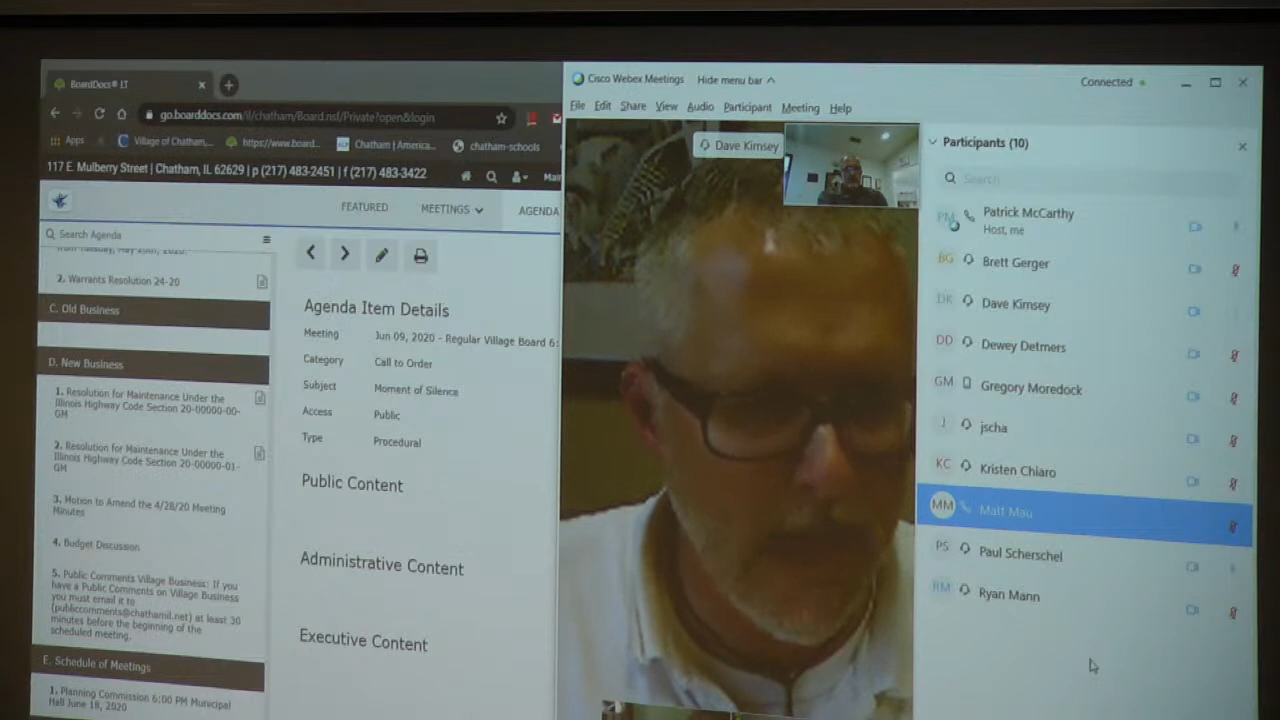 BoardDocs® LT
go.boarddocs.com/il/chatham/Board.nsf/Private?open&login
Apps
Village of Chatham,
https://www.board...
Chatham | America...
chatham-schools
117 E. Mulberry Street | Chatham, IL 62629 | p (217) 483-2451 | f (217) 483-3422
FEATURED
MEETINGS
AGENDA
Search Agenda
2. Warrants Resolution 24-20
C. Old Business
D. New Business
1. Resolution for Maintenance Under the
Illinois Highway Code Section 20-00000-00-
GM
2. Resolution for Maintenance Under the
Illinois Highway Code Section 20-00000-01-
GM
3. Motion to Amend the 4/28/20 Meeting
Minutes
4. Budget Discussion
5. Public Comments Village Business: If you
have a Public Comments on Village Business
you must email it to
(publiccomments@chathamil.net) at least 30
minutes before the beginning of the
scheduled meeting.
E. Schedule of Meetings
1. Planning Commission 6:00 PM Municipal
Hall June 18, 2020
Agenda Item Details
Meeting Jun 09, 2020 - Regular Village Board 6:
Category Call to Order
Subject Moment of Silence
Access Public
Type Procedural
Public Content
Administrative Content
Executive Content
Cisco Webex Meetings Hide menu bar
Connected
File Edit Share View Audio Participant Meeting Help
Dave Kimsey
Participants (10)
Search
PM Patrick McCarthy
Host, me
BG Brett Gerger
DK Dave Kimsey
DD Dewey Detmers
GM Gregory Moredock
J jscha
KC Kristen Chiaro
MM Matt Mau
PS Paul Scherschel
RM Ryan Mann